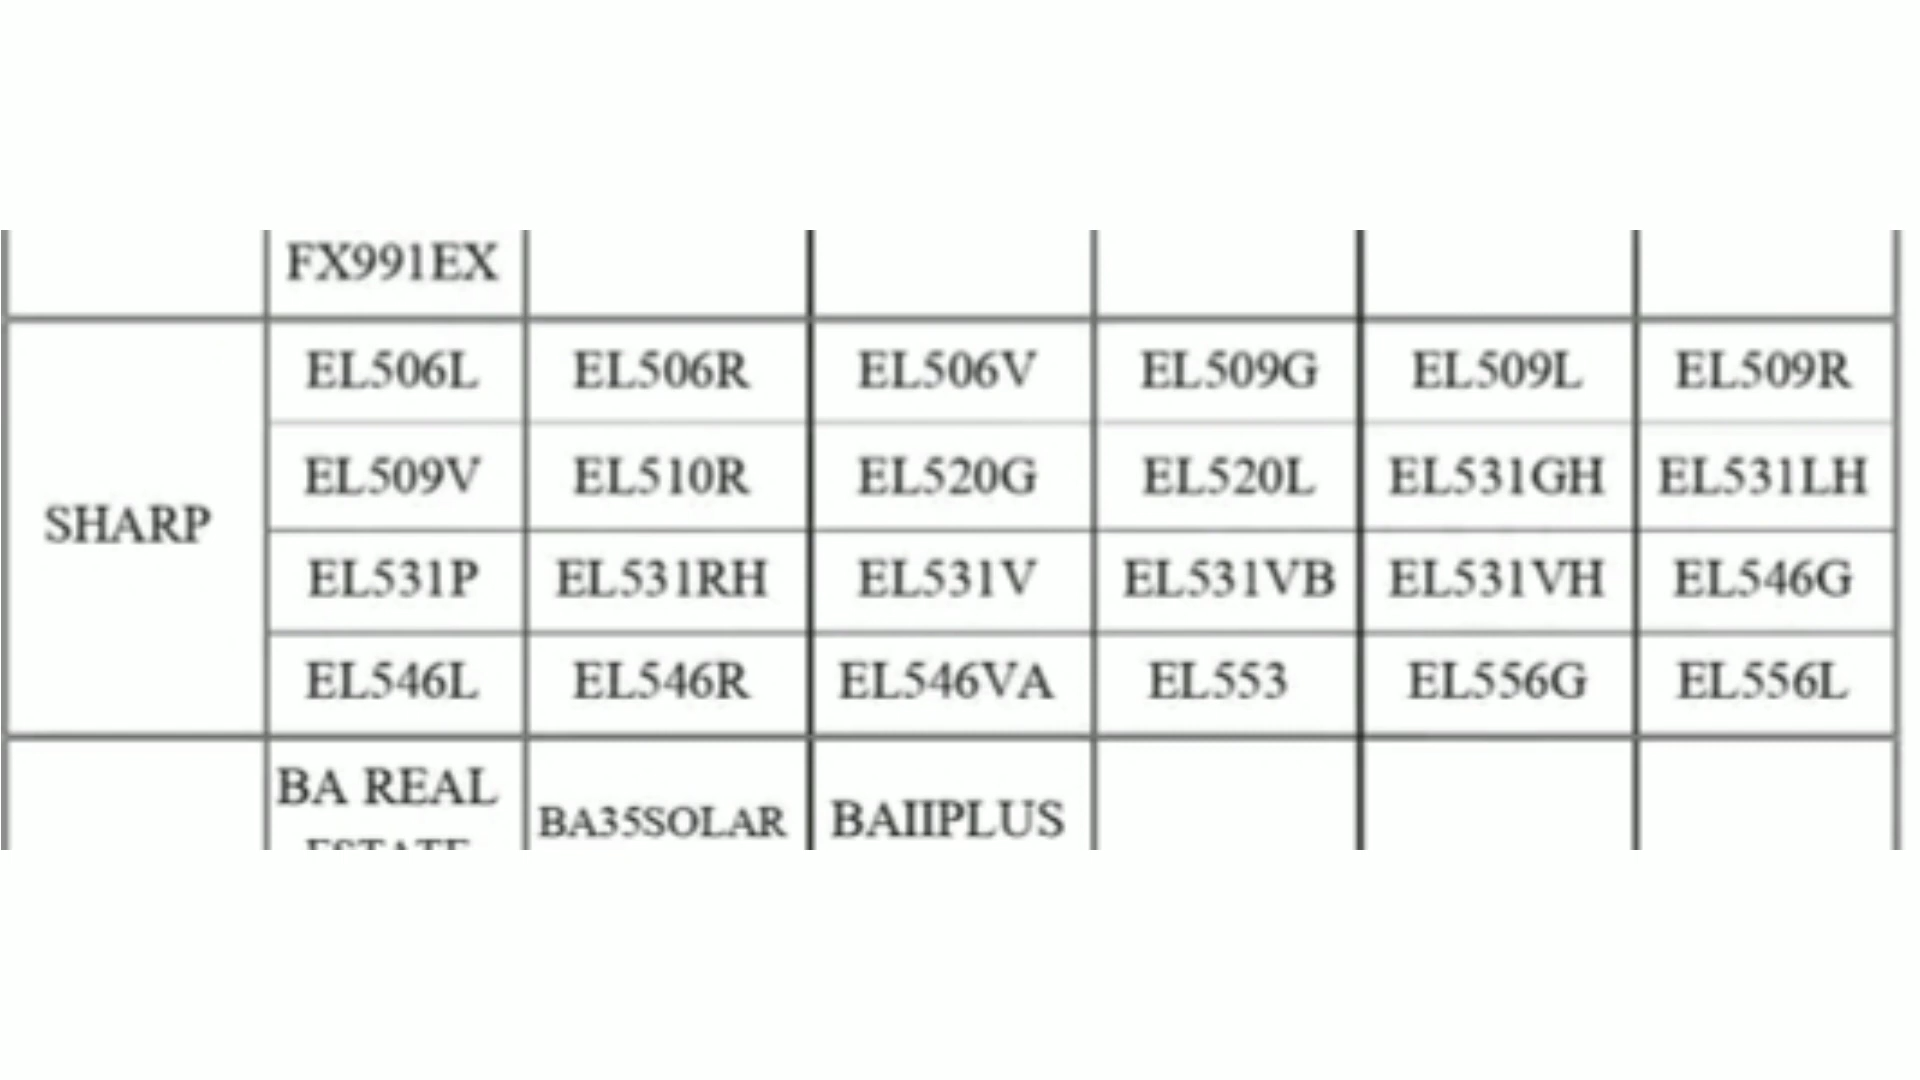 FX991EX
EL506L EL506R EL506V EL509G EL509L EL509R
EL509V EL510R EL520G EL520L EL531GH EL531LH
SHARP
EL531P EL531RH EL531V EL531VB EL531VH EL546G
EL546L EL546R EL546VA EL553 EL556G EL556L
BA REAL
BA35SOLAR BAIIPLUS
ESTATE